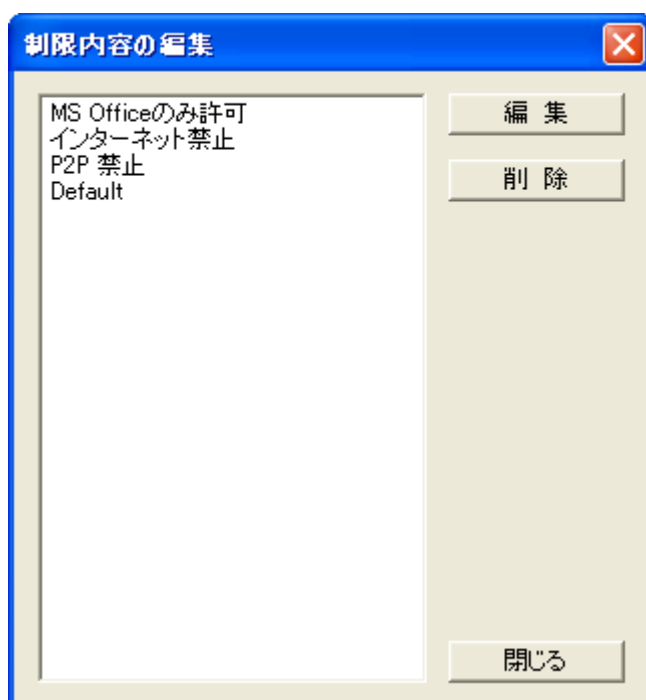 制限内容の編集
MS Officeのみ許可
インターネット禁止
P2P 禁止
Default
編 集
削 除
閉じる